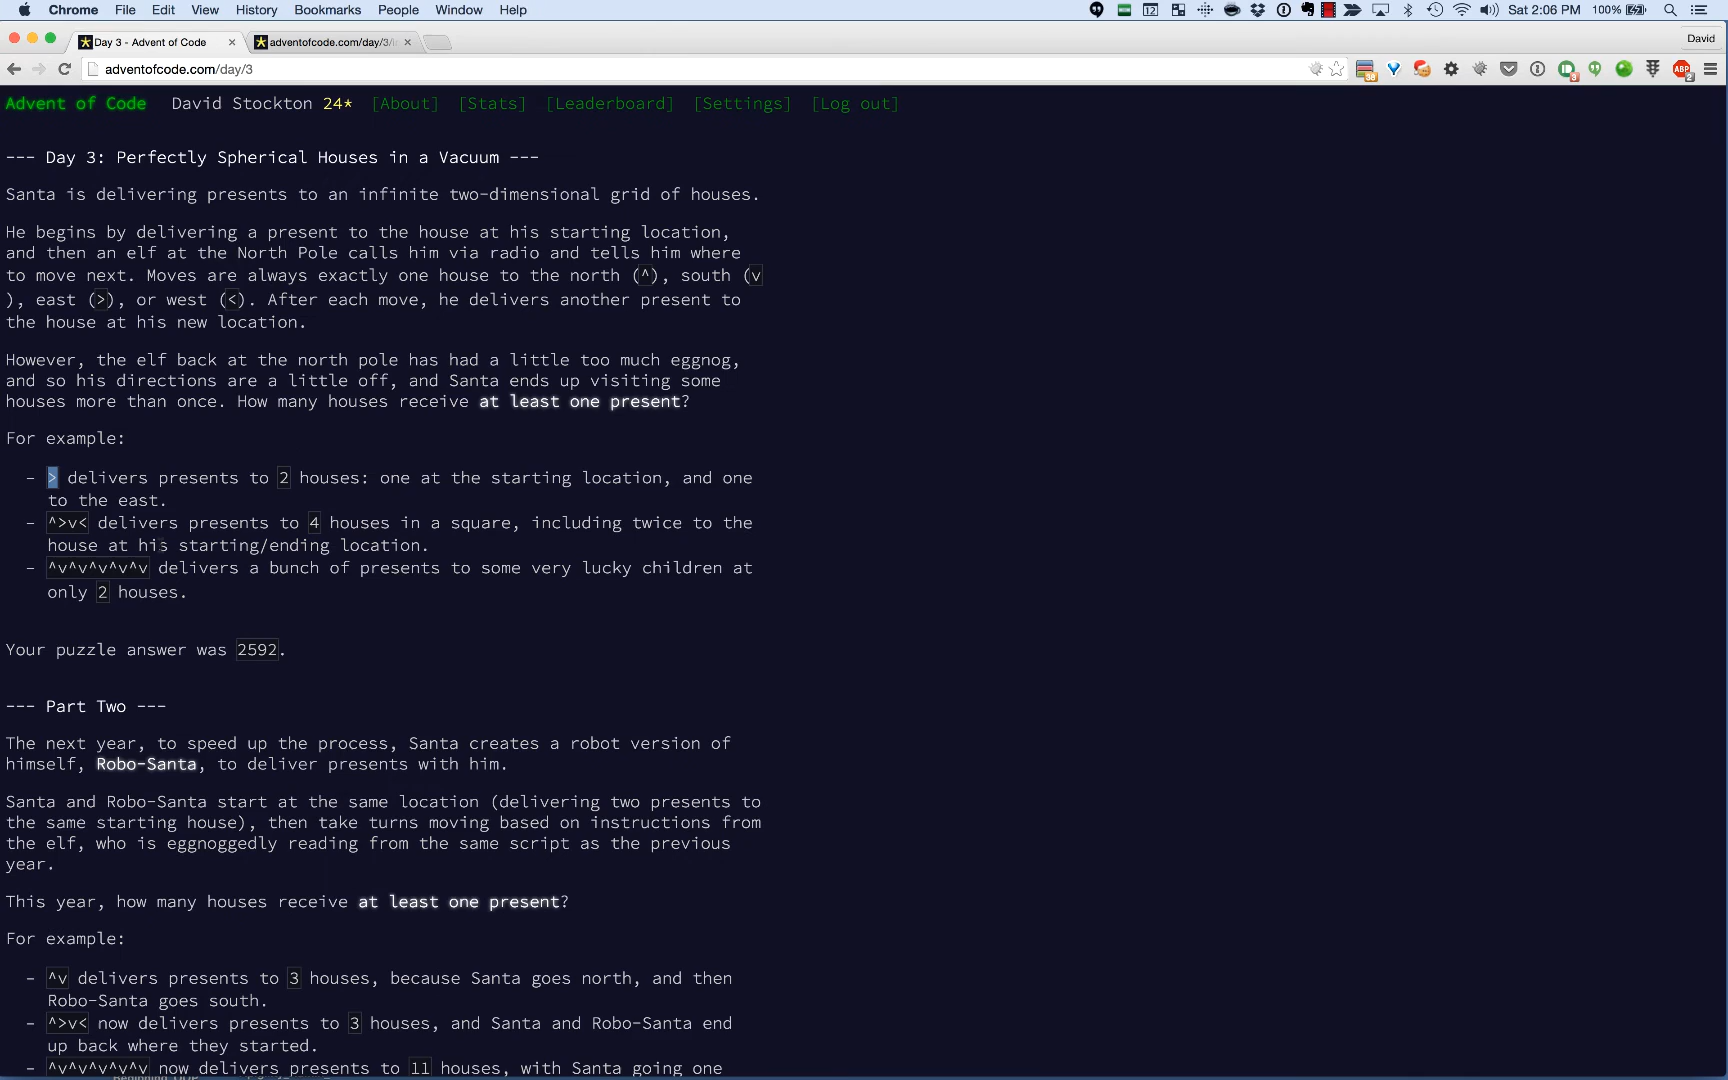 Chrome File Edit View History Bookmarks People Window Help Sat 2:06 PM 100%
Day 3 - Advent of Code adventofcode.com/day/3/ David
adventofcode.com/day/3
Advent of Code David Stockton 24* [About] [Stats] [Leaderboard] [Settings] [Log out]
--- Day 3: Perfectly Spherical Houses in a Vacuum ---
Santa is delivering presents to an infinite two-dimensional grid of houses.
He begins by delivering a present to the house at his starting location,
and then an elf at the North Pole calls him via radio and tells him where
to move next. Moves are always exactly one house to the north (^), south (v
), east (>), or west (<). After each move, he delivers another present to
the house at his new location.
However, the elf back at the north pole has had a little too much eggnog,
and so his directions are a little off, and Santa ends up visiting some
houses more than once. How many houses receive at least one present?
For example:
- > delivers presents to 2 houses: one at the starting location, and one
to the east.
- ^>v< delivers presents to 4 houses in a square, including twice to the
house at his starting/ending location.
- ^v^v^v^v^v delivers a bunch of presents to some very lucky children at
only 2 houses.
Your puzzle answer was 2592.
--- Part Two ---
The next year, to speed up the process, Santa creates a robot version of
himself, Robo-Santa, to deliver presents with him.
Santa and Robo-Santa start at the same location (delivering two presents to
the same starting house), then take turns moving based on instructions from
the elf, who is eggnoggedly reading from the same script as the previous
year.
This year, how many houses receive at least one present?
For example:
- ^v delivers presents to 3 houses, because Santa goes north, and then
Robo-Santa goes south.
- ^>v< now delivers presents to 3 houses, and Santa and Robo-Santa end
up back where they started.
- ^v^v^v^v^v now delivers presents to 11 houses, with Santa going one